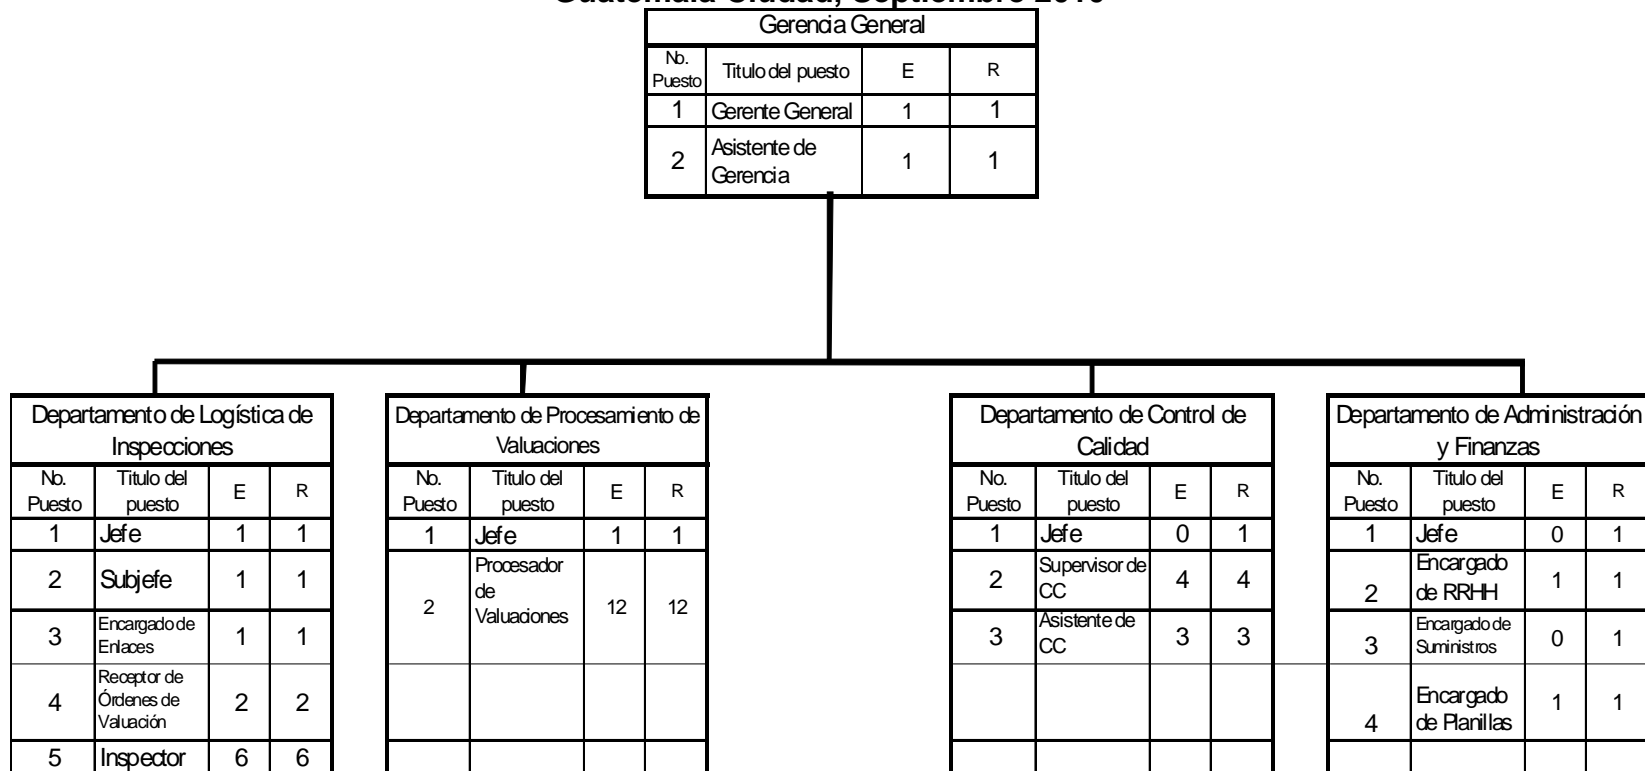 Guatemala Ciudad, Septiembre 2010
Gerencia General
No. Puesto Titulo del puesto E R
1 Gerente General 1 1
2 Asistente de Gerencia 1 1
Departamento de Logística de
Inspecciones
No. Puesto Titulo del puesto E R
1 Jefe 1 1
2 Subjefe 1 1
3 Encargado de Enlaces 1 1
4 Receptor de Órdenes de Valuación 2 2
5 Inspector 6 6
Departamento de Procesamiento de
Valuaciones
No. Puesto Titulo del puesto E R
1 Jefe 1 1
2 Procesador de Valuaciones 12 12
Departamento de Control de
Calidad
No. Puesto Titulo del puesto E R
1 Jefe 0 1
2 Supervisor de CC 4 4
3 Asistente de CC 3 3
Departamento de Administración
y Finanzas
No. Puesto Titulo del puesto E R
1 Jefe 0 1
2 Encargado de RRHH 1 1
3 Encargado de Suministros 0 1
4 Encargado de Planillas 1 1